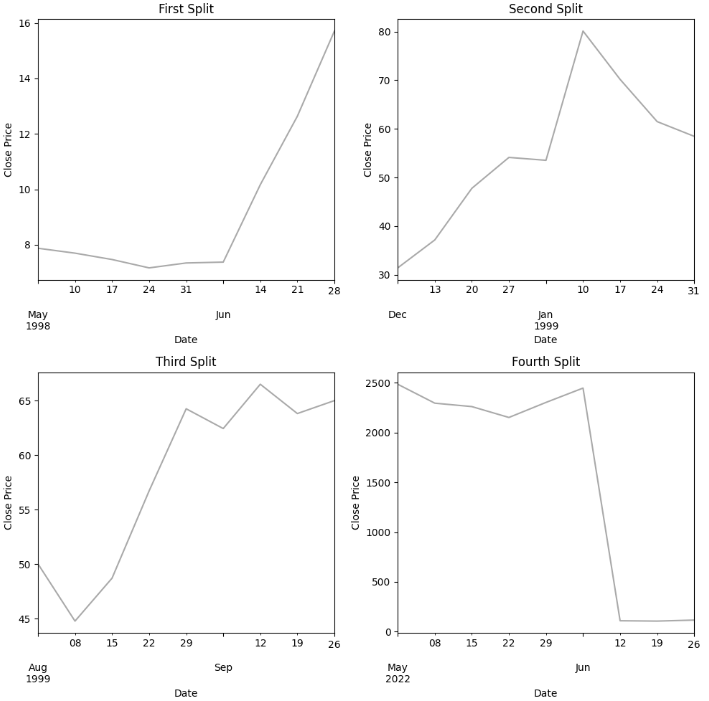 First Split
Close Price
16
14
12
10
8
10 17 24 31 14 21 28
May Jun
1998
Date
Second Split
Close Price
80
70
60
50
40
30
13 20 27 10 17 24 31
Dec Jan
1999
Date
Third Split
Close Price
65
60
55
50
45
08 15 22 29 12 19 26
Aug Sep
1999
Date
Fourth Split
Close Price
2500
2000
1500
1000
500
0
08 15 22 29 12 19 26
May Jun
2022
Date